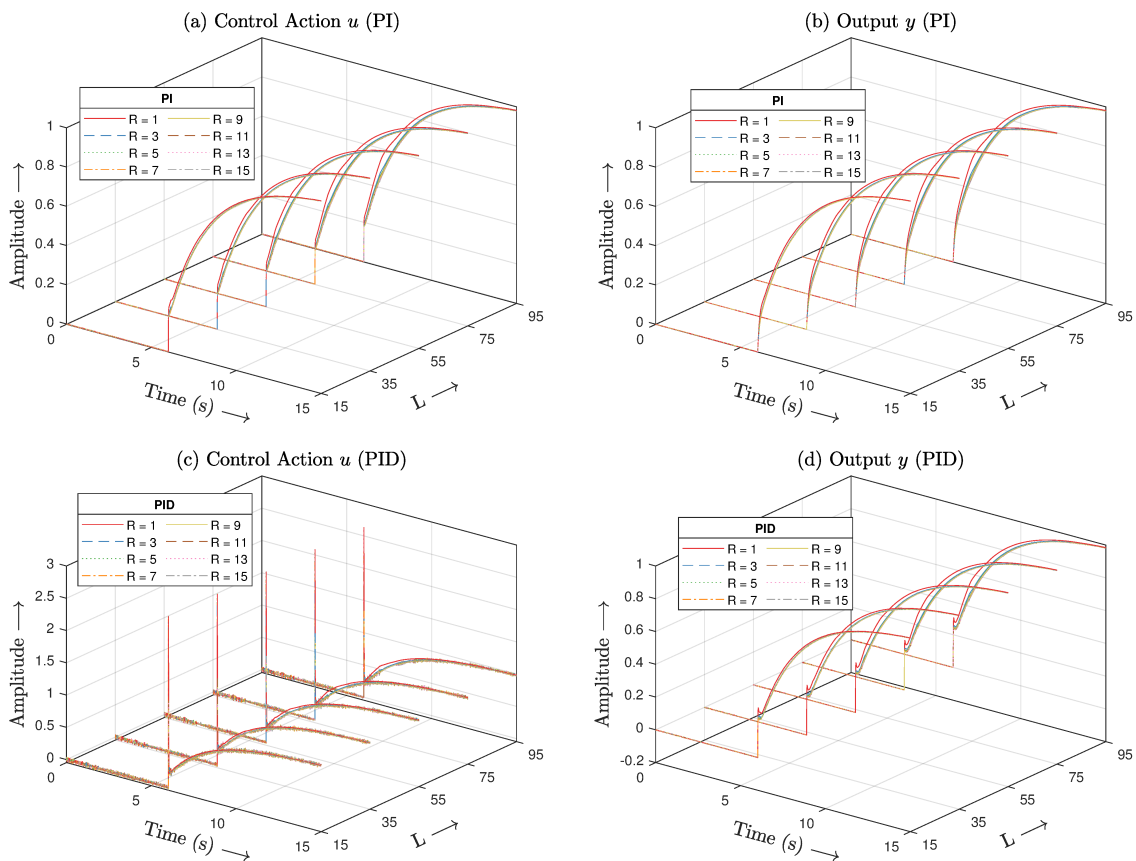 (a) Control Action u (PI)
PI
R = 1 R = 9
R = 3 R = 11
R = 5 R = 13
R = 7 R = 15
1
0.8
0.6
0.4
0.2
0
Amplitude ⟶
0
5
10
15
Time (s) ⟶
15
35
55
75
95
L ⟶
(b) Output y (PI)
PI
R = 1 R = 9
R = 3 R = 11
R = 5 R = 13
R = 7 R = 15
1
0.8
0.6
0.4
0.2
0
Amplitude ⟶
0
5
10
15
Time (s) ⟶
15
35
55
75
95
L ⟶
(c) Control Action u (PID)
PID
R = 1 R = 9
R = 3 R = 11
R = 5 R = 13
R = 7 R = 15
3
2.5
2
1.5
1
0.5
0
Amplitude ⟶
0
5
10
15
Time (s) ⟶
15
35
55
75
95
L ⟶
(d) Output y (PID)
PID
R = 1 R = 9
R = 3 R = 11
R = 5 R = 13
R = 7 R = 15
1
0.8
0.6
0.4
0.2
0
-0.2
Amplitude ⟶
0
5
10
15
Time (s) ⟶
15
35
55
75
95
L ⟶